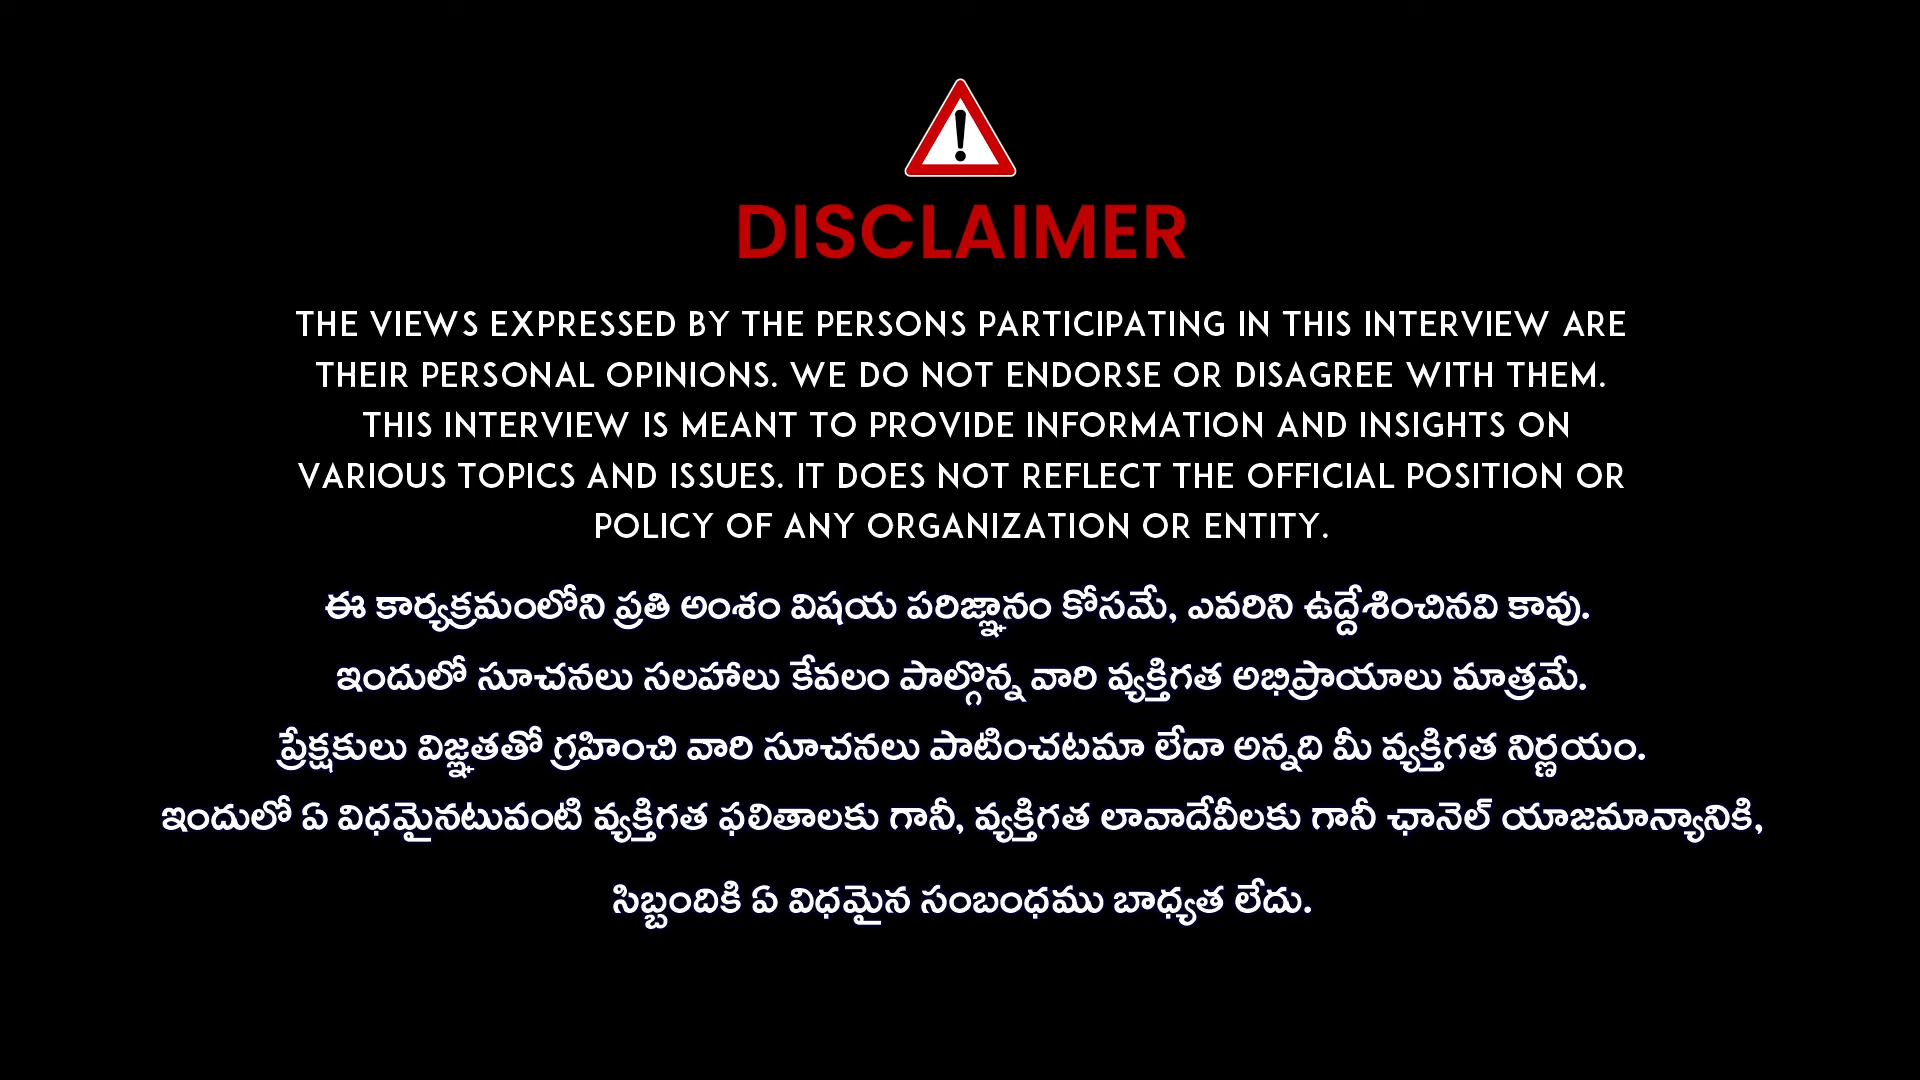 DISCLAIMER
THE VIEWS EXPRESSED BY THE PERSONS PARTICIPATING IN THIS INTERVIEW ARE
THEIR PERSONAL OPINIONS. WE DO NOT ENDORSE OR DISAGREE WITH THEM.
THIS INTERVIEW IS MEANT TO PROVIDE INFORMATION AND INSIGHTS ON
VARIOUS TOPICS AND ISSUES. IT DOES NOT REFLECT THE OFFICIAL POSITION OR
POLICY OF ANY ORGANIZATION OR ENTITY.
ఈ కార్యక్రమంలోని ప్రతి అంశం విషయ పరిజ్ఞానం కోసమే, ఎవరిని ఉద్దేశించినవి కావు.
ఇందులో సూచనలు సలహాలు కేవలం పాల్గొన్న వారి వ్యక్తిగత అభిప్రాయాలు మాత్రమే.
ప్రేక్షకులు విజ్ఞతతో గ్రహించి వారి సూచనలు పాటించటమా లేదా అన్నది మీ వ్యక్తిగత నిర్ణయం.
ఇందులో ఏ విధమైనటువంటి వ్యక్తిగత ఫలితాలకు గానీ, వ్యక్తిగత లావాదేవీలకు గానీ ఛానెల్ యాజమాన్యానికి,
సిబ్బందికి ఏ విధమైన సంబంధము బాధ్యత లేదు.